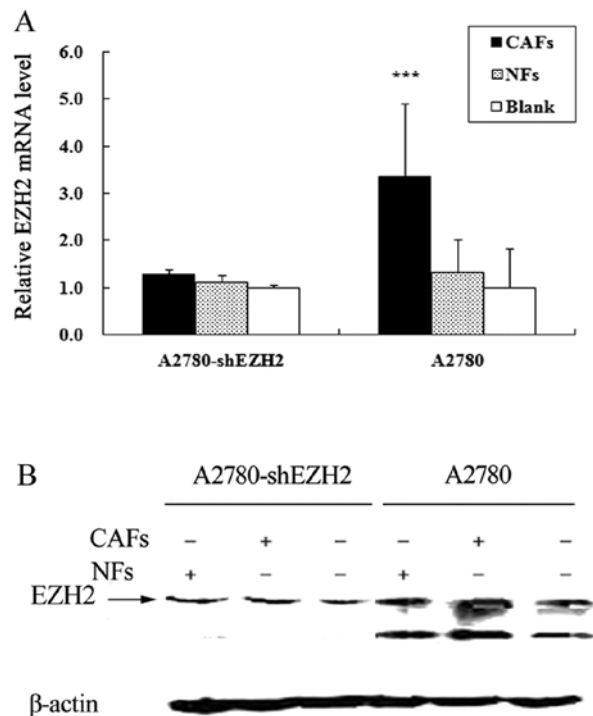 A
Relative EZH2 mRNA level
6.0
5.0
4.0
3.0
2.0
1.0
0.0
***
CAFs
NFs
Blank
A2780-shEZH2
A2780
B
A2780-shEZH2 A2780
CAFs − + − − + −
NFs + − − + − −
EZH2
β-actin